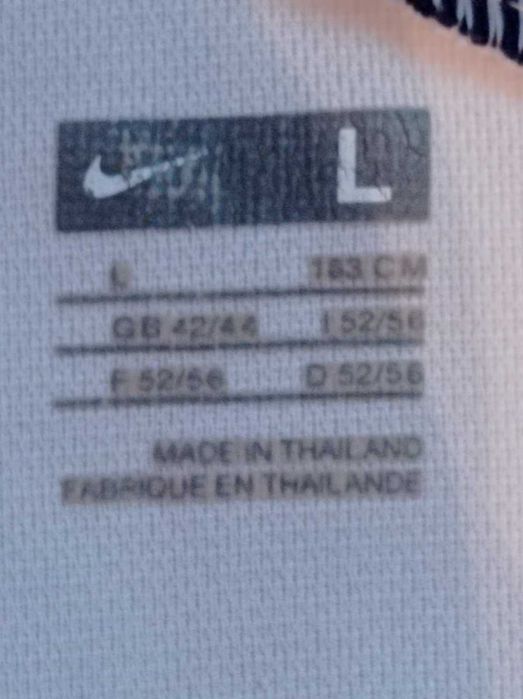 L
L 183 CM
GB 42/44 I 52/56
F 52/56 D 52/56
MADE IN THAILAND
FABRIQUE EN THAILANDE